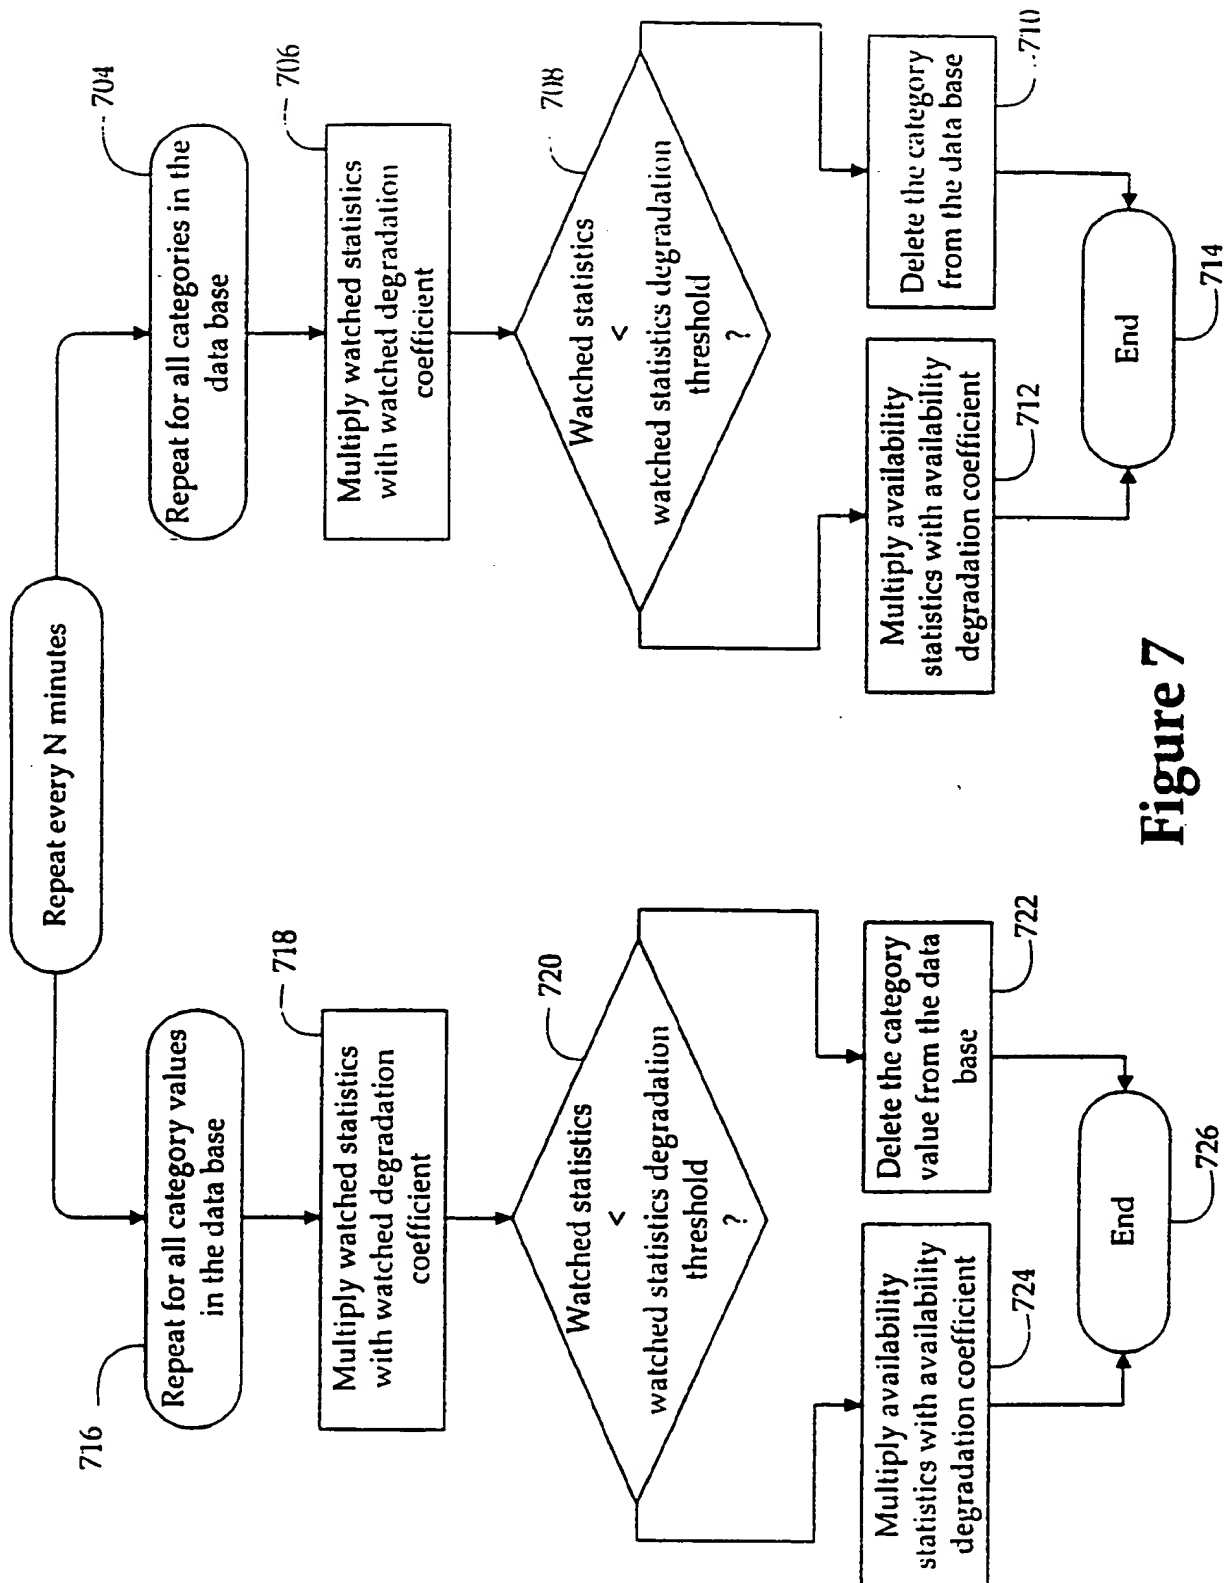 Repeat every N minutes
716
Repeat for all category values
in the data base
718
Multiply watched statistics
with watched degradation
coefficient
720
Watched statistics
<
watched statistics degradation
threshold
?
Multiply availability
statistics with availability
degradation coefficient
724
Delete the category
value from the data
base
722
End
726
704
Repeat for all categories in the
data base
706
Multiply watched statistics
with watched degradation
coefficient
708
Watched statistics
<
watched statistics degradation
threshold
?
Multiply availability
statistics with availability
degradation coefficient
712
Delete the category
from the data base
710
End
714
Figure 7